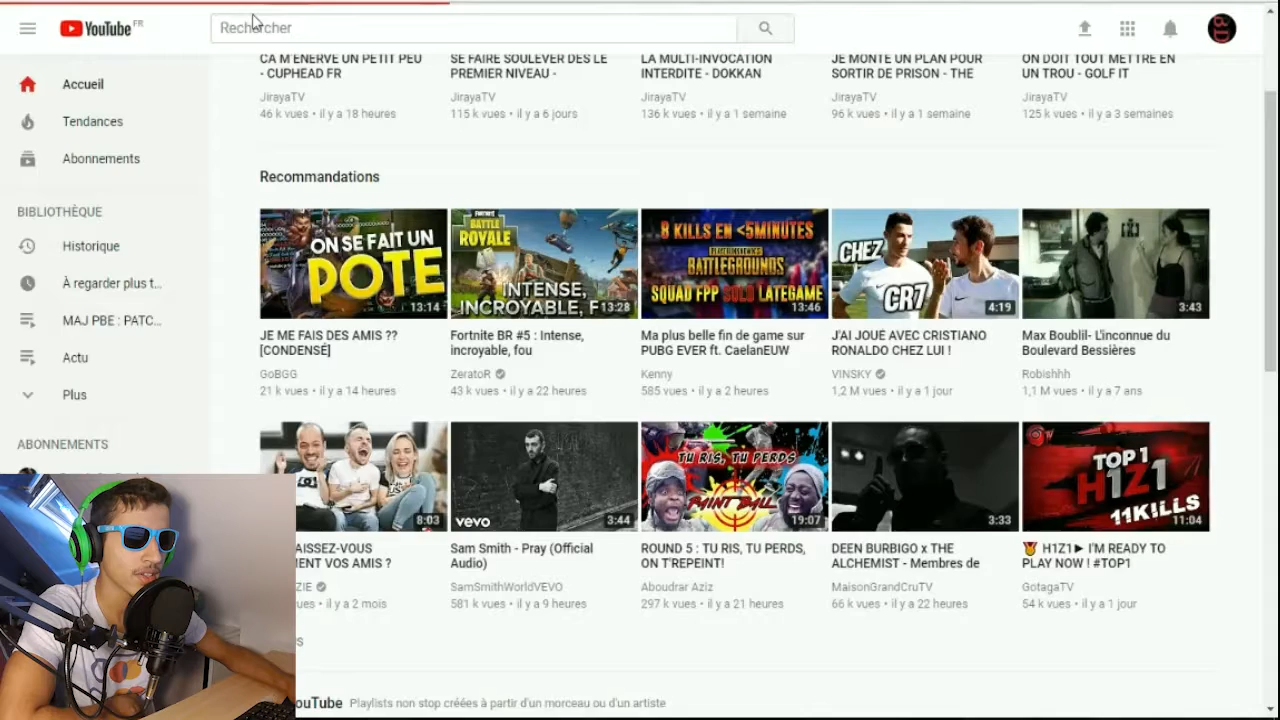 YouTube FR
Rechercher
ÇA M'ÉNERVE UN PETIT PEU
- CUPHEAD FR
JirayaTV
46 k vues • il y a 18 heures
SE FAIRE SOULEVER DÈS LE
PREMIER NIVEAU -
JirayaTV
115 k vues • il y a 6 jours
LA MULTI-INVOCATION
INTERDITE - DOKKAN
JirayaTV
136 k vues • il y a 1 semaine
JE MONTE UN PLAN POUR
SORTIR DE PRISON - THE
JirayaTV
96 k vues • il y a 1 semaine
ON DOIT TOUT METTRE EN
UN TROU - GOLF IT
JirayaTV
125 k vues • il y a 3 semaines
Accueil
Tendances
Abonnements
BIBLIOTHÈQUE
Historique
À regarder plus t...
MAJ PBE : PATC...
Actu
Plus
ABONNEMENTS
Recommandations
ON SE FAIT UN
POTE
13:14
JE ME FAIS DES AMIS ??
[CONDENSÉ]
GoBGG
21 k vues • il y a 14 heures
Fortnite
BATTLE
ROYALE
INTENSE,
INCROYABLE, F
13:28
Fortnite BR #5 : Intense,
incroyable, fou
ZeratoR
43 k vues • il y a 22 heures
8 KILLS EN <5MINUTES
PLAYERUNKNOWN'S
BATTLEGROUNDS
SQUAD FPP SOLO LATEGAME
13:46
Ma plus belle fin de game sur
PUBG EVER ft. CaelanEUW
Kenny
585 vues • il y a 2 heures
CHEZ
CR7
4:19
J'AI JOUE AVEC CRISTIANO
RONALDO CHEZ LUI !
VINSKY
1,2 M vues • il y a 1 jour
3:43
Max Boublil- L'inconnue du
Boulevard Bessières
Robishhh
1,1 M vues • il y a 7 ans
8:03
AISSEZ-VOUS
MENT VOS AMIS ?
ZIE
ues • il y a 2 mois
vevo
3:44
Sam Smith - Pray (Official
Audio)
SamSmithWorldVEVO
581 k vues • il y a 9 heures
TU RIS, TU PERDS
PAINT BALL
19:07
ROUND 5 : TU RIS, TU PERDS,
ON T'REPEINT!
Aboudrar Aziz
297 k vues • il y a 21 heures
3:33
DEEN BURBIGO x THE
ALCHEMIST - Membres de
MaisonGrandCruTV
66 k vues • il y a 22 heures
TOP 1
H1Z1
11KILLS
11:04
H1Z1► I'M READY TO
PLAY NOW ! #TOP1
GotagaTV
54 k vues • il y a 1 jour
s
ouTube Playlists non stop créées à partir d'un morceau ou d'un artiste